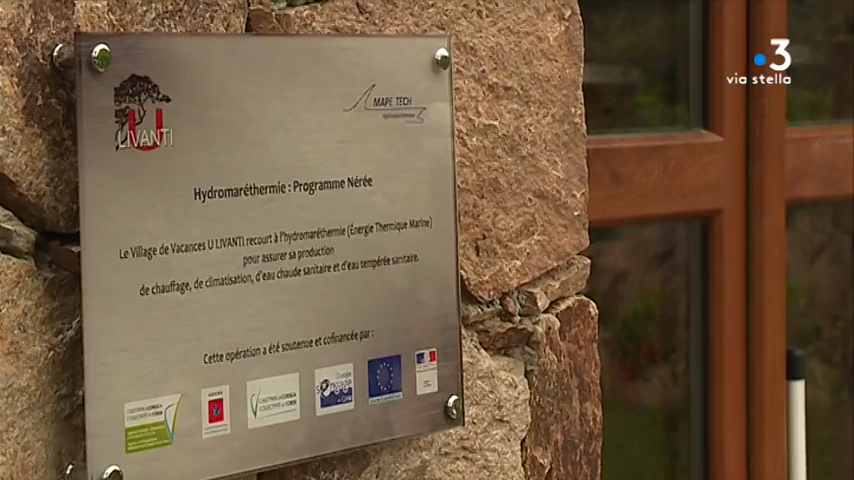 3
via stella
U
LIVANTI
MAPE TECH
Hydromaréthermie : Programme Nérée
Le Village de Vacances U LIVANTI recourt à l'hydromaréthermie (Énergie Thermique Marine)
pour assurer sa production
de chauffage, de climatisation, d'eau chaude sanitaire et d'eau tempérée sanitaire.
Cette opération a été soutenue et cofinancée par :